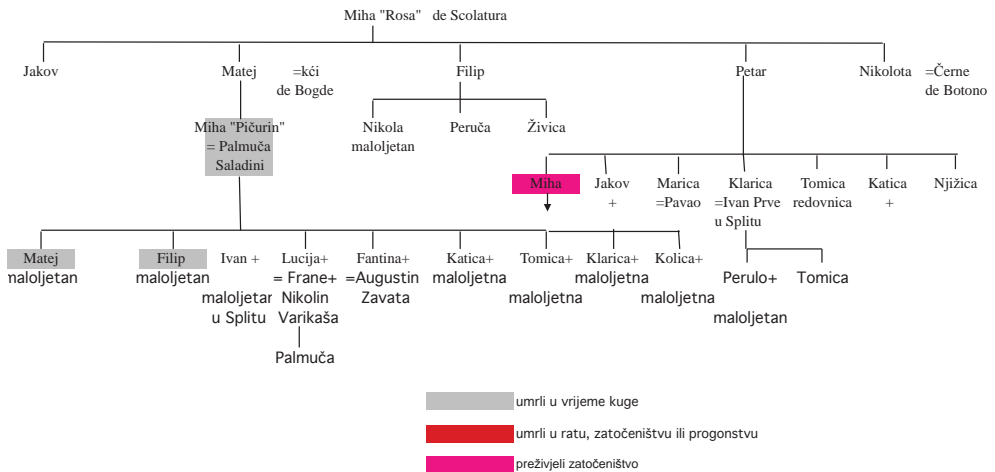 Miha "Rosa" de Scolatura
Jakov
Matej
=kći
de Bogde
Filip
Petar
Nikolota
=Černe
de Botono
Miha "Pičurin"
= Palmuča
Saladini
Nikola
maloljetan
Peruča
Živica
Miha
Jakov
+
Marica
=Pavao
Klarica
=Ivan Prve
u Splitu
Tomica
redovnica
Katica
+
Njižica
Matej
maloljetan
Filip
maloljetan
Ivan +
maloljetan
u Splitu
Lucija+
= Frane+
Nikolin
Varikaša
Fantina+
=Augustin
Zavata
Katica+
maloljetna
Tomica+
maloljetna
Klarica+
maloljetna
Kolica+
maloljetna
Perulo+
maloljetan
Tomica
Palmuča
umrli u vrijeme kuge
umrli u ratu, zatočeništvu ili progonstvu
preživjeli zatočeništvo